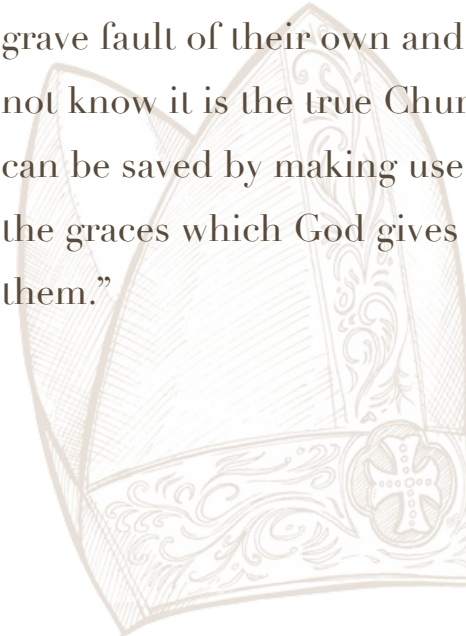 grave fault of their own and
not know it is the true Chur
can be saved by making use
the graces which God gives
them.”